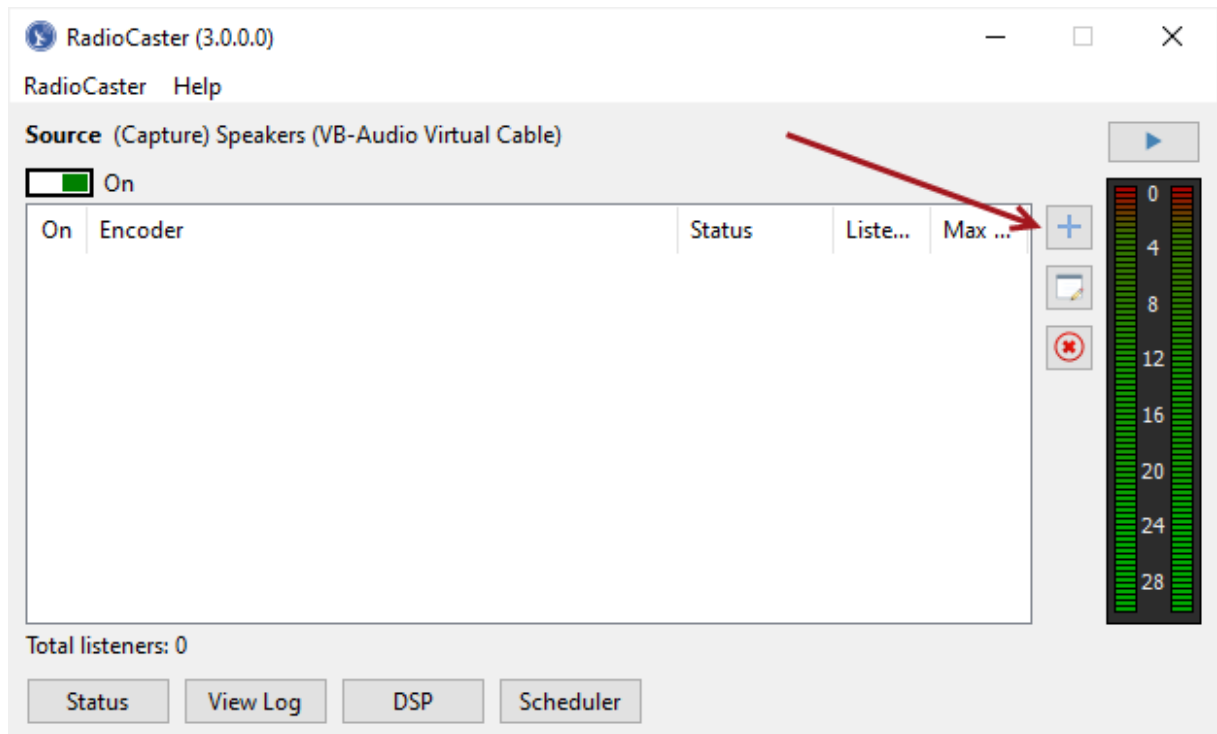 RadioCaster (3.0.0.0)
RadioCaster Help
Source (Capture) Speakers (VB-Audio Virtual Cable)
On
On Encoder Status Liste... Max ...
0
4
8
12
16
20
24
28
Total listeners: 0
Status View Log DSP Scheduler